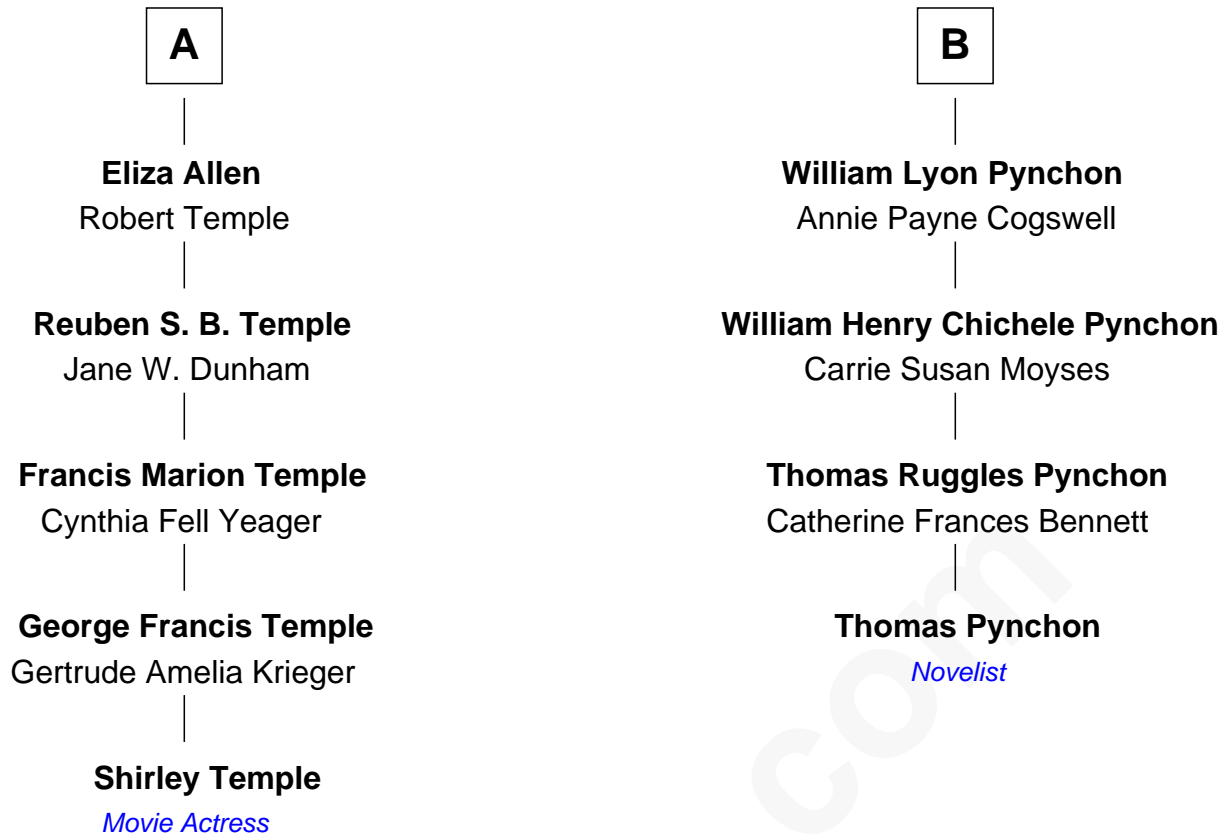 A
Eliza Allen
Robert Temple
Reuben S. B. Temple
Jane W. Dunham
Francis Marion Temple
Cynthia Fell Yeager
George Francis Temple
Gertrude Amelia Krieger
Shirley Temple
Movie Actress
B
William Lyon Pynchon
Annie Payne Cogswell
William Henry Chichele Pynchon
Carrie Susan Moyses
Thomas Ruggles Pynchon
Catherine Frances Bennett
Thomas Pynchon
Novelist
com